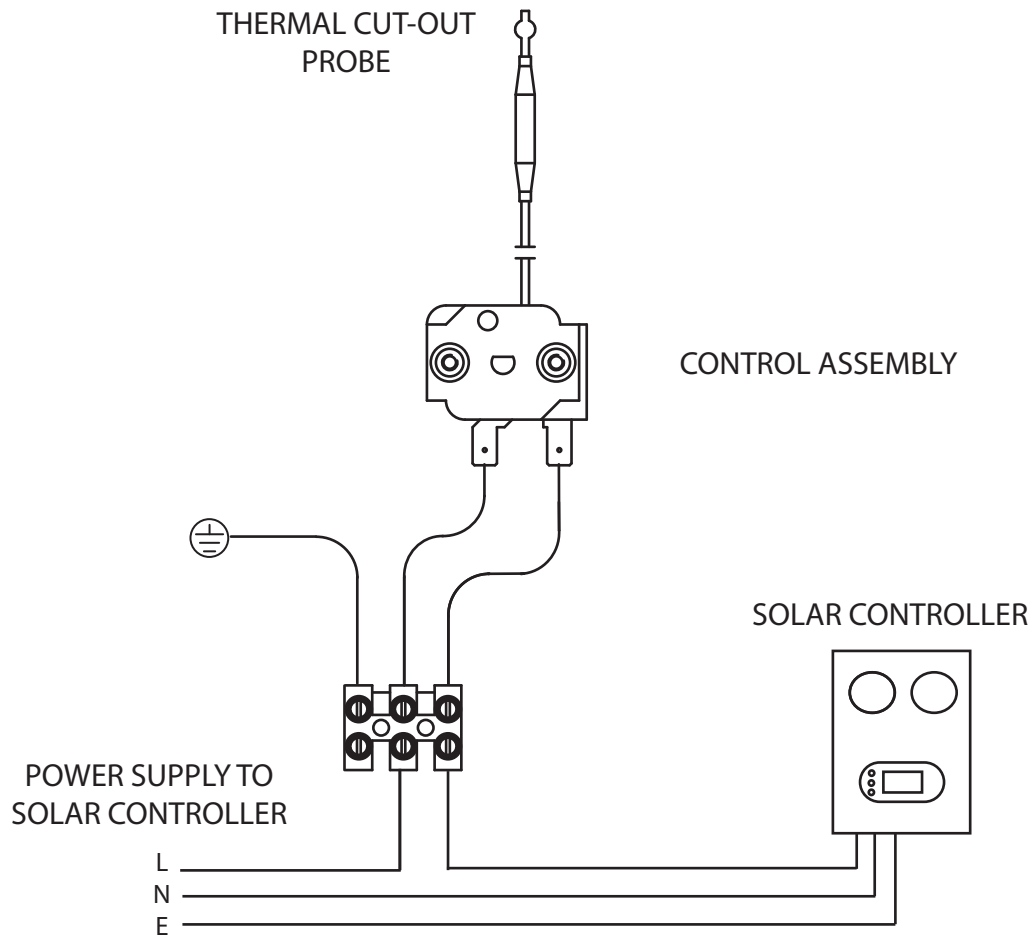 THERMAL CUT-OUT
PROBE
CONTROL ASSEMBLY
SOLAR CONTROLLER
POWER SUPPLY TO
SOLAR CONTROLLER
L
N
E